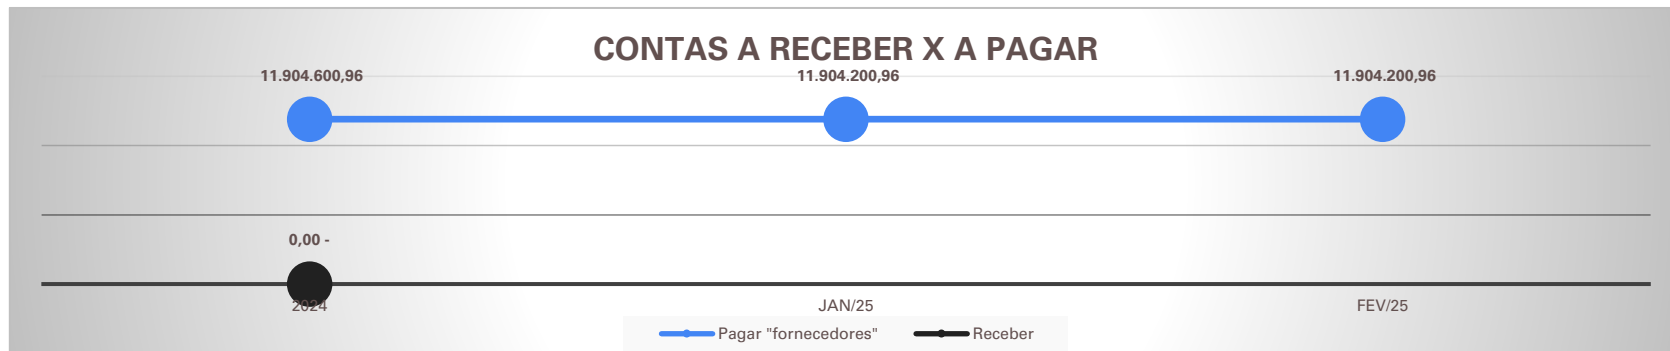 CONTAS A RECEBER X A PAGAR
11.904.600,96 11.904.200,96 11.904.200,96
0,00 -
2024 JAN/25 FEV/25
Pagar "fornecedores" Receber